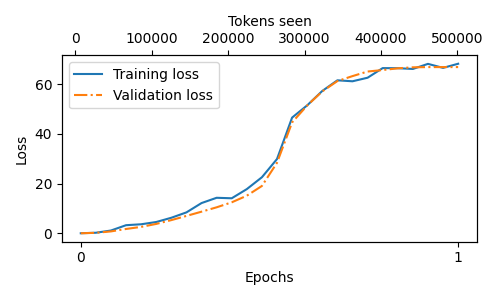 Tokens seen
0 100000 200000 300000 400000 500000
Training loss
Validation loss
60
40
20
0
Loss
0 1
Epochs